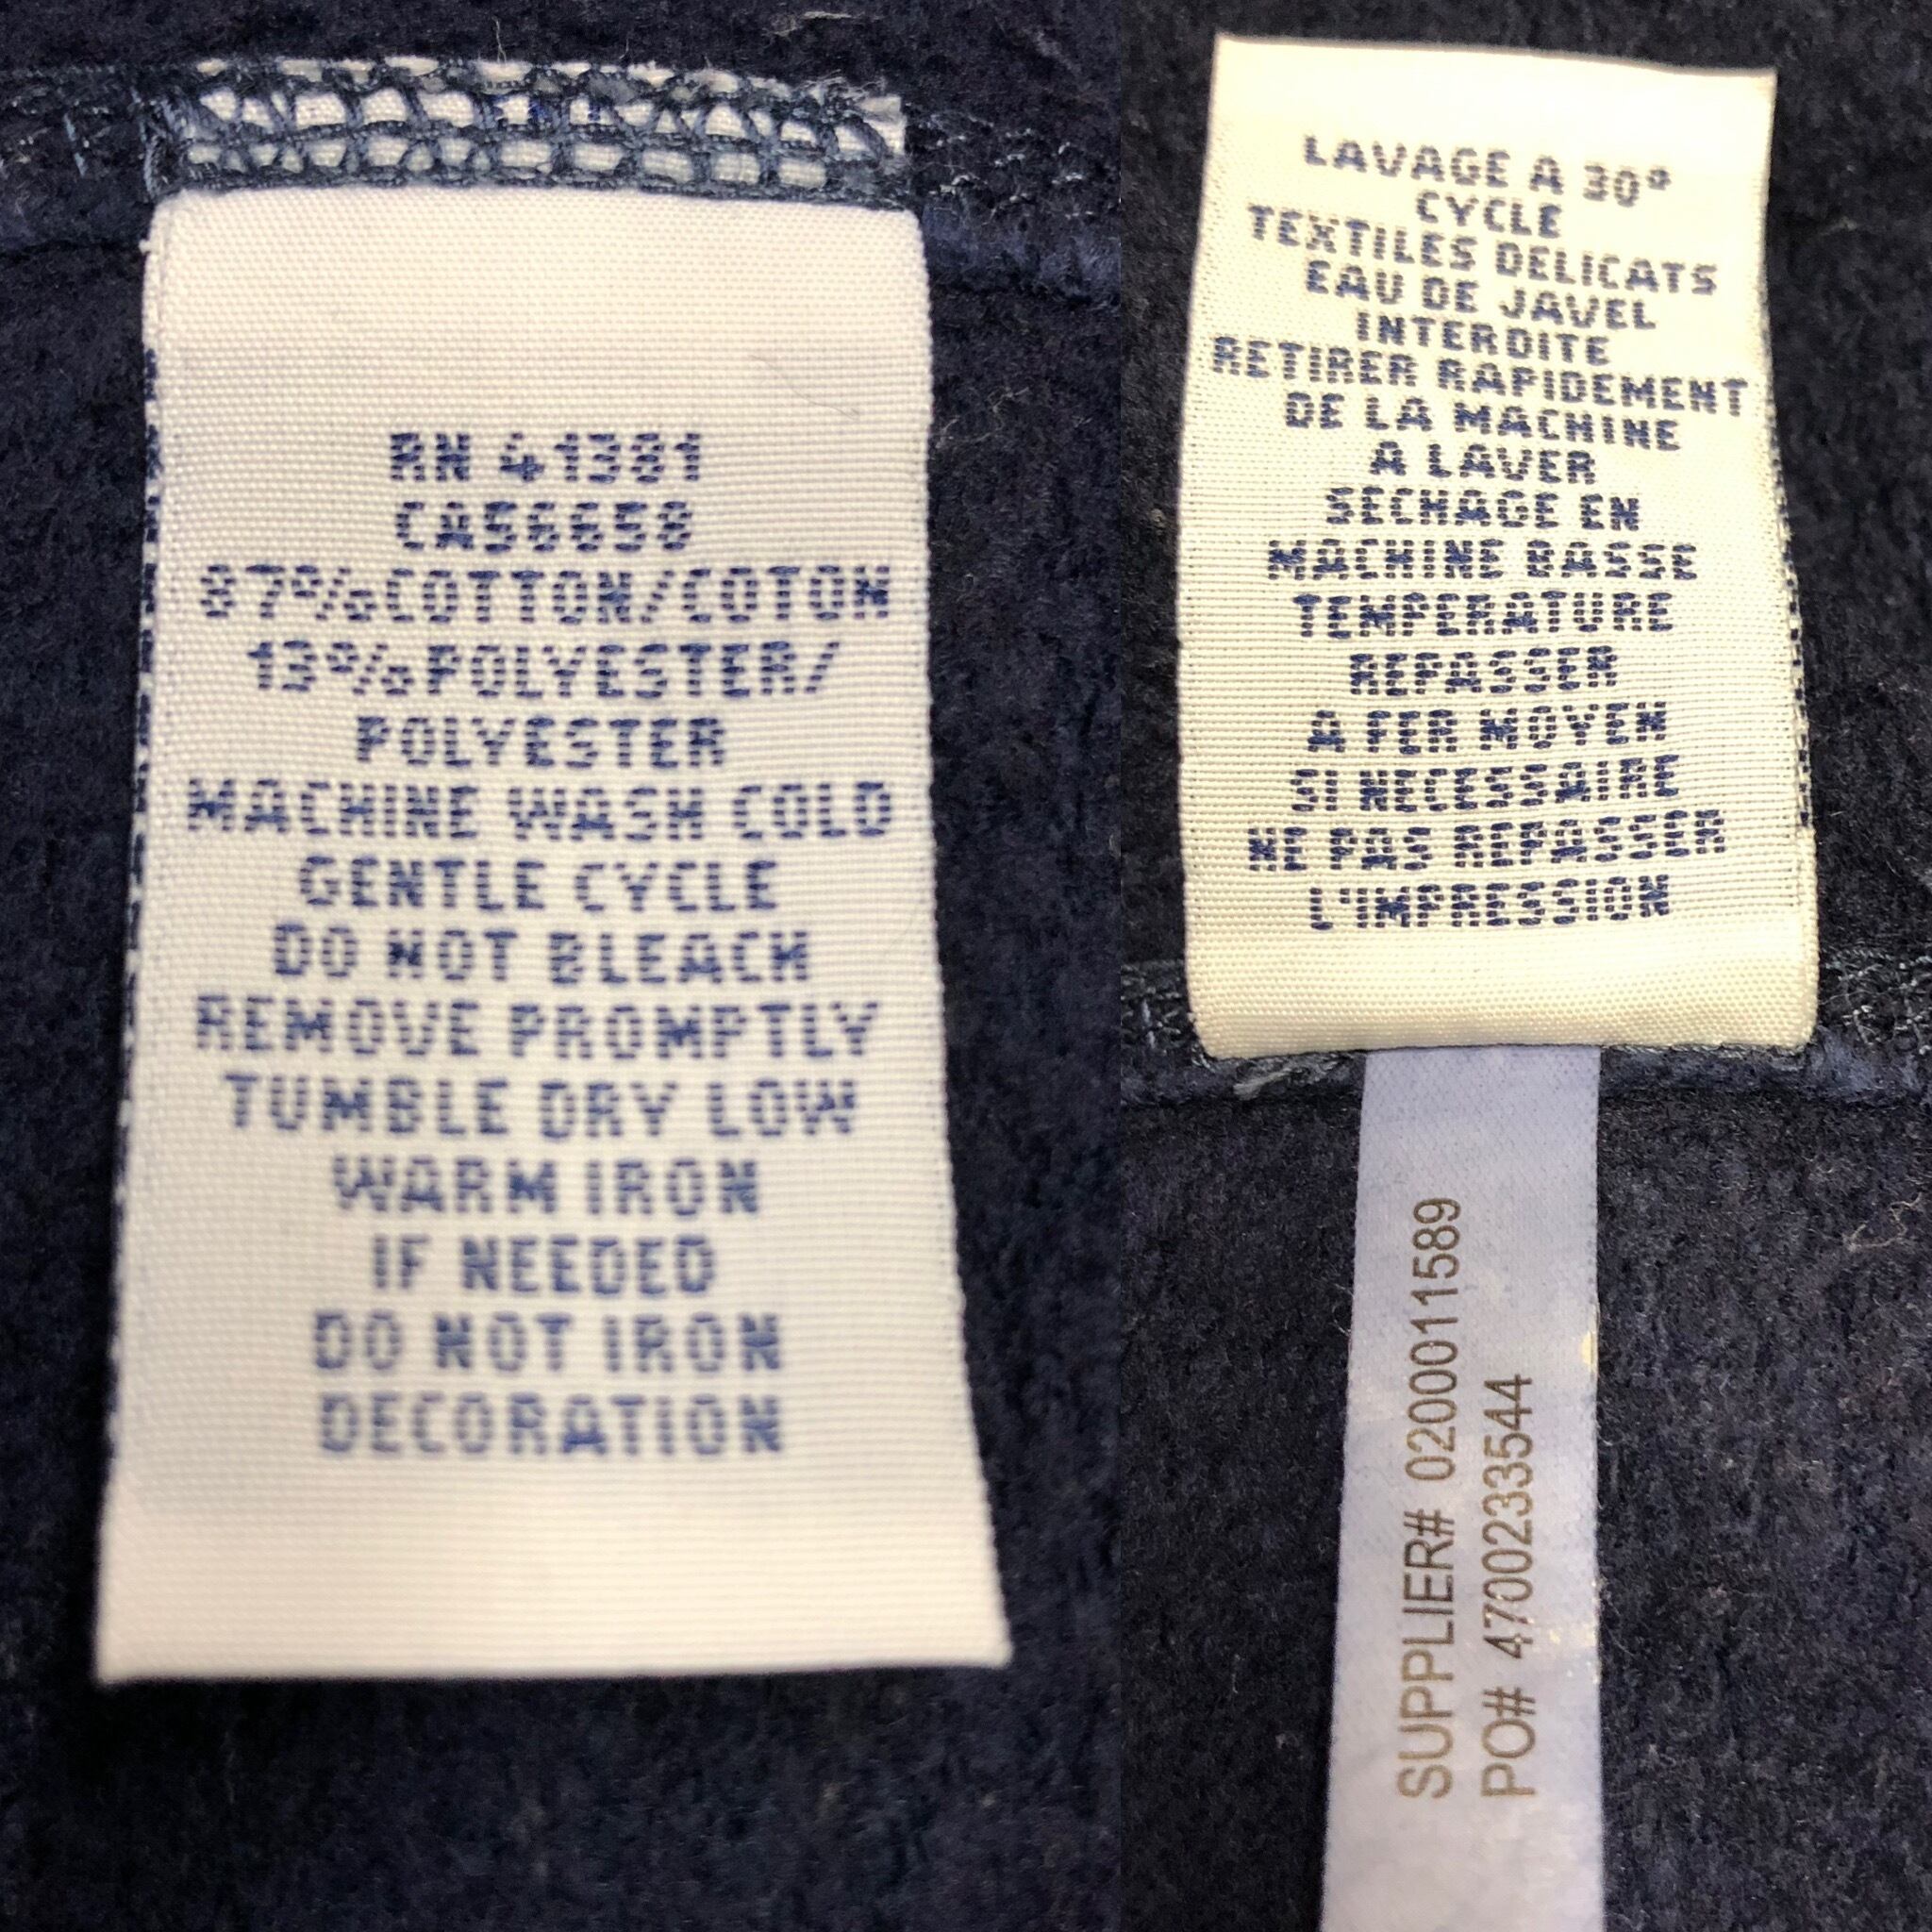 RN 41381
CA56658
87%COTTON/COTON
13%POLYESTER/
POLYESTER
MACHINE WASH COLD
GENTLE CYCLE
DO NOT BLEACH
REMOVE PROMPTLY
TUMBLE DRY LOW
WARM IRON
IF NEEDED
DO NOT IRON
DECORATION
LAVAGE A 30°
CYCLE
TEXTILES DELICATS
EAU DE JAVEL
INTERDITE
RETIRER RAPIDEMENT
DE LA MACHINE
A LAVER
SECHAGE EN
MACHINE BASSE
TEMPERATURE
REPASSER
A FER MOYEN
SI NECESSAIRE
NE PAS REPASSER
L'IMPRESSION
SUPPLIER# 0200011589
PO# 4700233544